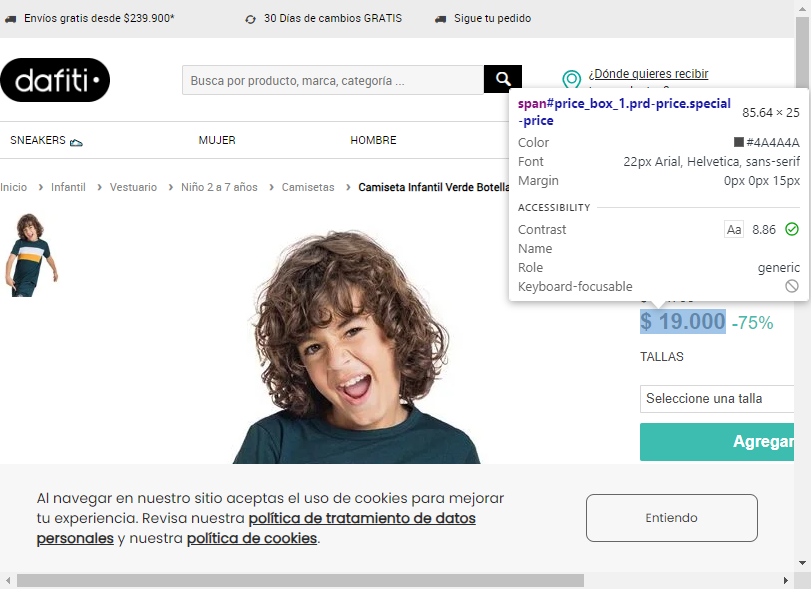 Envíos gratis desde $239.900*
30 Días de cambios GRATIS
Sigue tu pedido
dafiti
Busca por producto, marca, categoría ...
¿Dónde quieres recibir
span#price_box_1.prd-price.special
-price
85.64 × 25
Color
#4A4A4A
Font
22px Arial, Helvetica, sans-serif
Margin
0px 0px 15px
ACCESSIBILITY
Contrast
Aa 8.86
Name
Role
generic
Keyboard-focusable
SNEAKERS
MUJER
HOMBRE
Inicio › Infantil › Vestuario › Niño 2 a 7 años › Camisetas › Camiseta Infantil Verde Botella
$ 19.000 -75%
TALLAS
Seleccione una talla
Agregar
Al navegar en nuestro sitio aceptas el uso de cookies para mejorar
tu experiencia. Revisa nuestra política de tratamiento de datos
personales y nuestra política de cookies.
Entiendo